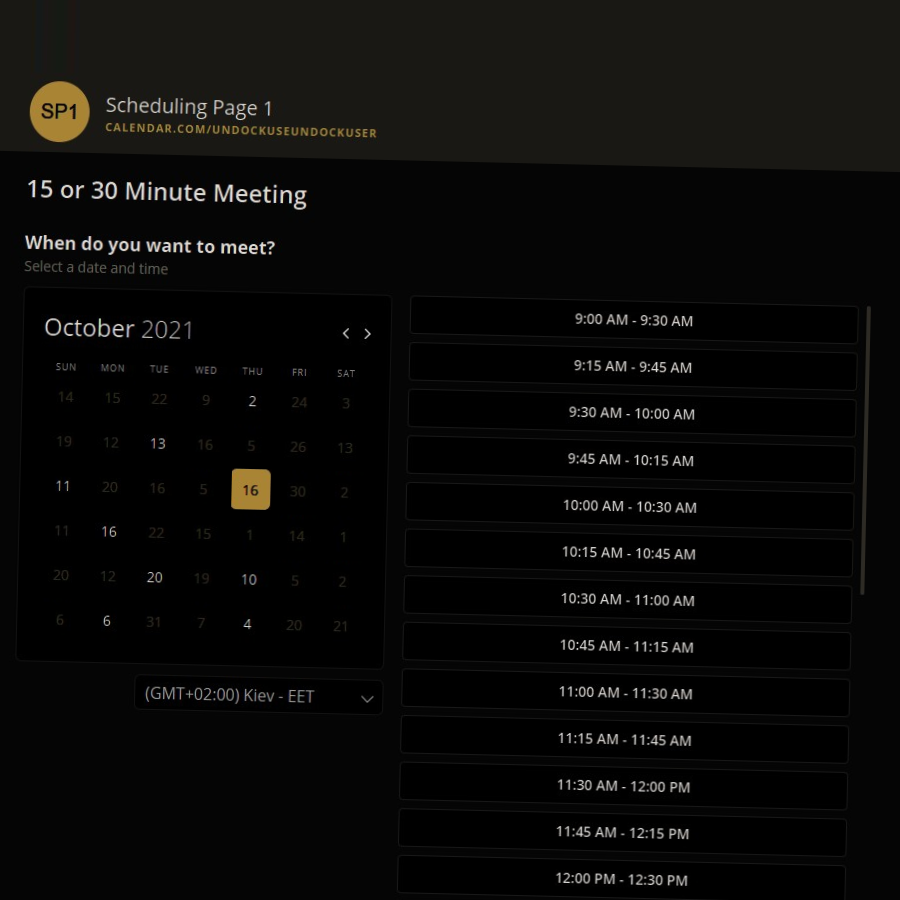 SP1
Scheduling Page 1
CALENDAR.COM/UNDOCKUSEUNDOCKUSER
15 or 30 Minute Meeting
When do you want to meet?
Select a date and time
October 2021
SUN MON TUE WED THU FRI SAT
14 15 22 9 2 24 3
19 12 13 16 5 26 13
11 20 16 5 16 30 2
11 16 22 15 1 14 1
20 12 20 19 10 5 2
6 6 31 7 4 20 21
(GMT+02:00) Kiev - EET
9:00 AM - 9:30 AM
9:15 AM - 9:45 AM
9:30 AM - 10:00 AM
9:45 AM - 10:15 AM
10:00 AM - 10:30 AM
10:15 AM - 10:45 AM
10:30 AM - 11:00 AM
10:45 AM - 11:15 AM
11:00 AM - 11:30 AM
11:15 AM - 11:45 AM
11:30 AM - 12:00 PM
11:45 AM - 12:15 PM
12:00 PM - 12:30 PM